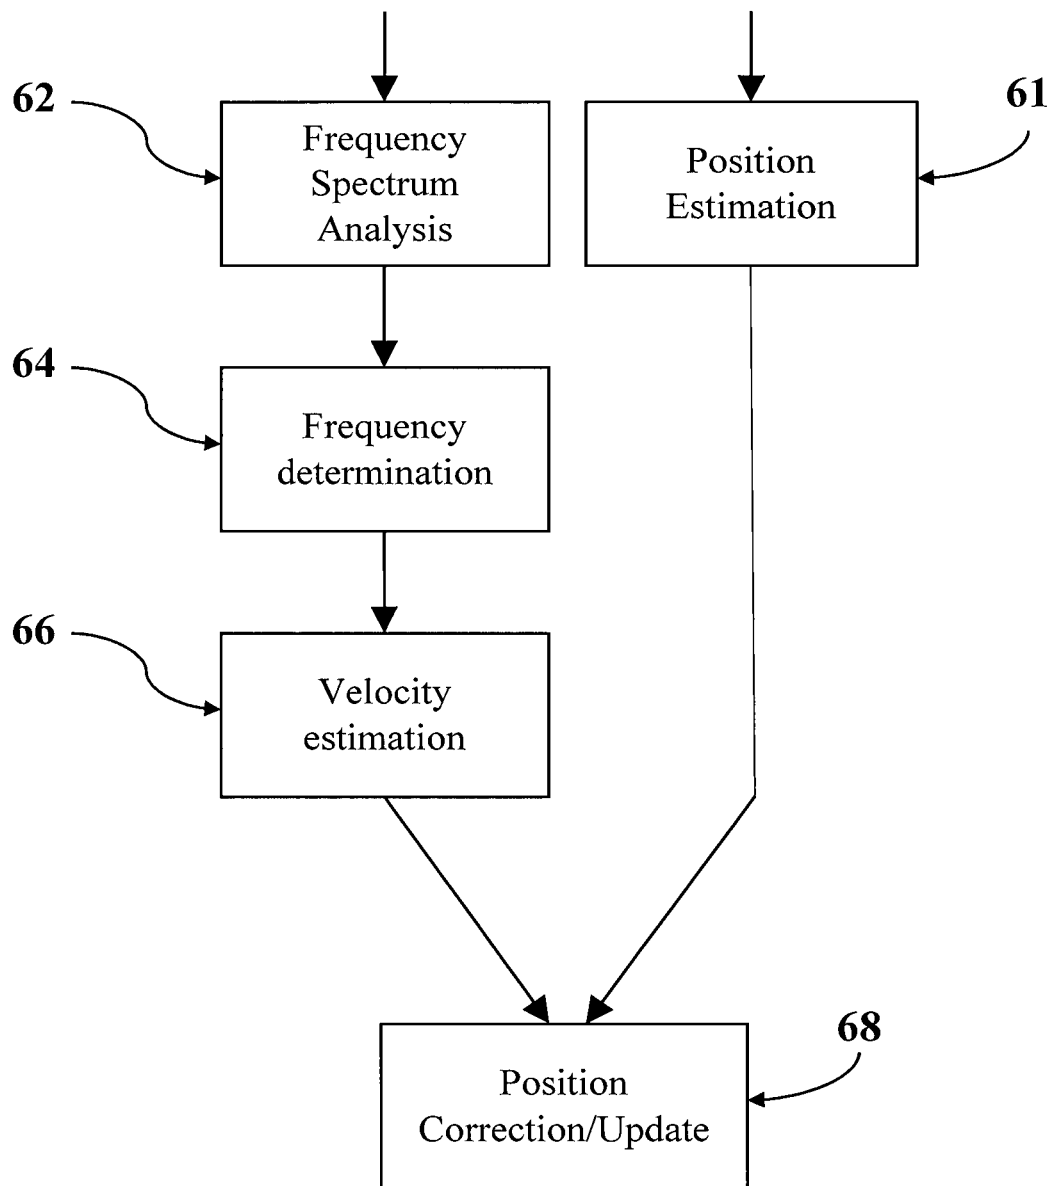 62
Frequency
Spectrum
Analysis
Position
Estimation
61
64
Frequency
determination
66
Velocity
estimation
68
Position
Correction/Update